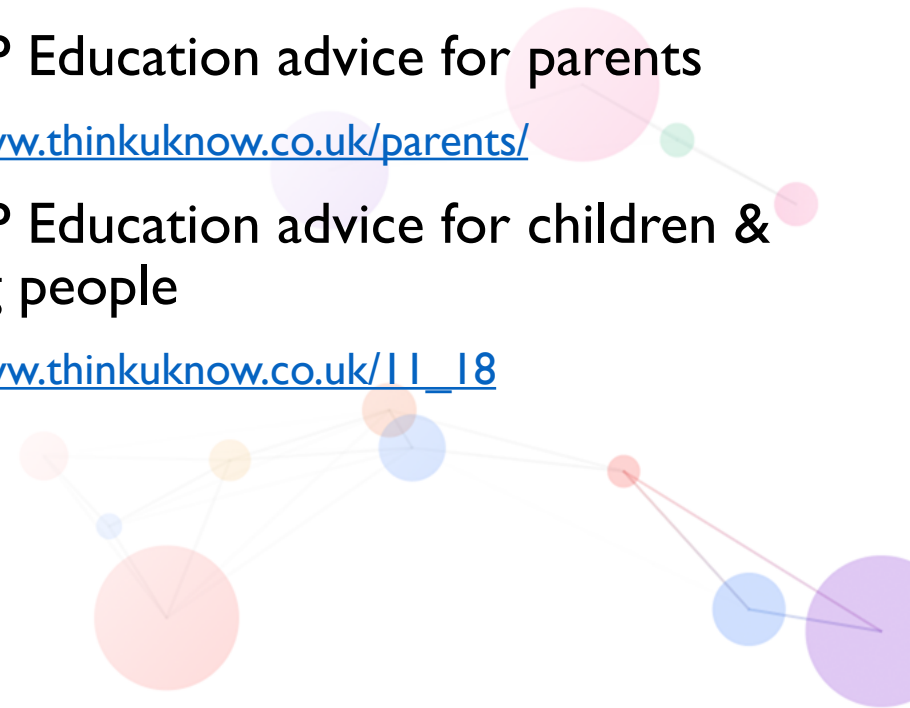 P Education advice for parents
ww.thinkuknow.co.uk/parents/
P Education advice for children &
g people
ww.thinkuknow.co.uk/11_18